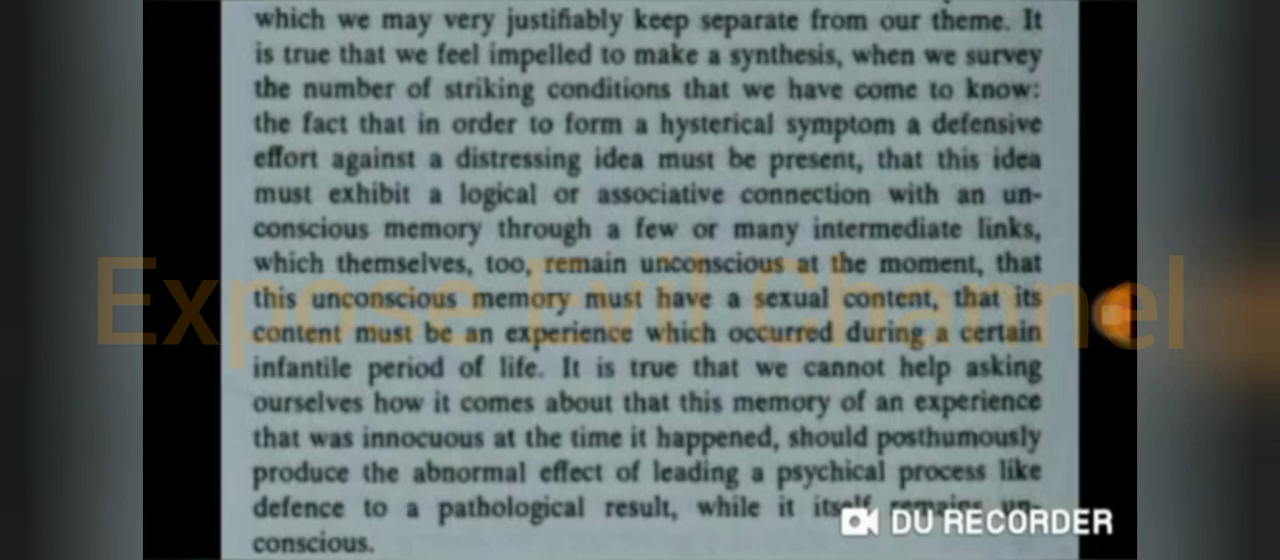 which we may very justifiably keep separate from our theme. It
is true that we feel impelled to make a synthesis, when we survey
the number of striking conditions that we have come to know:
the fact that in order to form a hysterical symptom a defensive
effort against a distressing idea must be present, that this idea
must exhibit a logical or associative connection with an un-
conscious memory through a few or many intermediate links,
which themselves, too, remain unconscious at the moment, that
this unconscious memory must have a sexual content, that its
content must be an experience which occurred during a certain
infantile period of life. It is true that we cannot help asking
ourselves how it comes about that this memory of an experience
that was innocuous at the time it happened, should posthumously
produce the abnormal effect of leading a psychical process like
defence to a pathological result, while it itself remains un-
conscious.
Expose Evil Channel
DU RECORDER